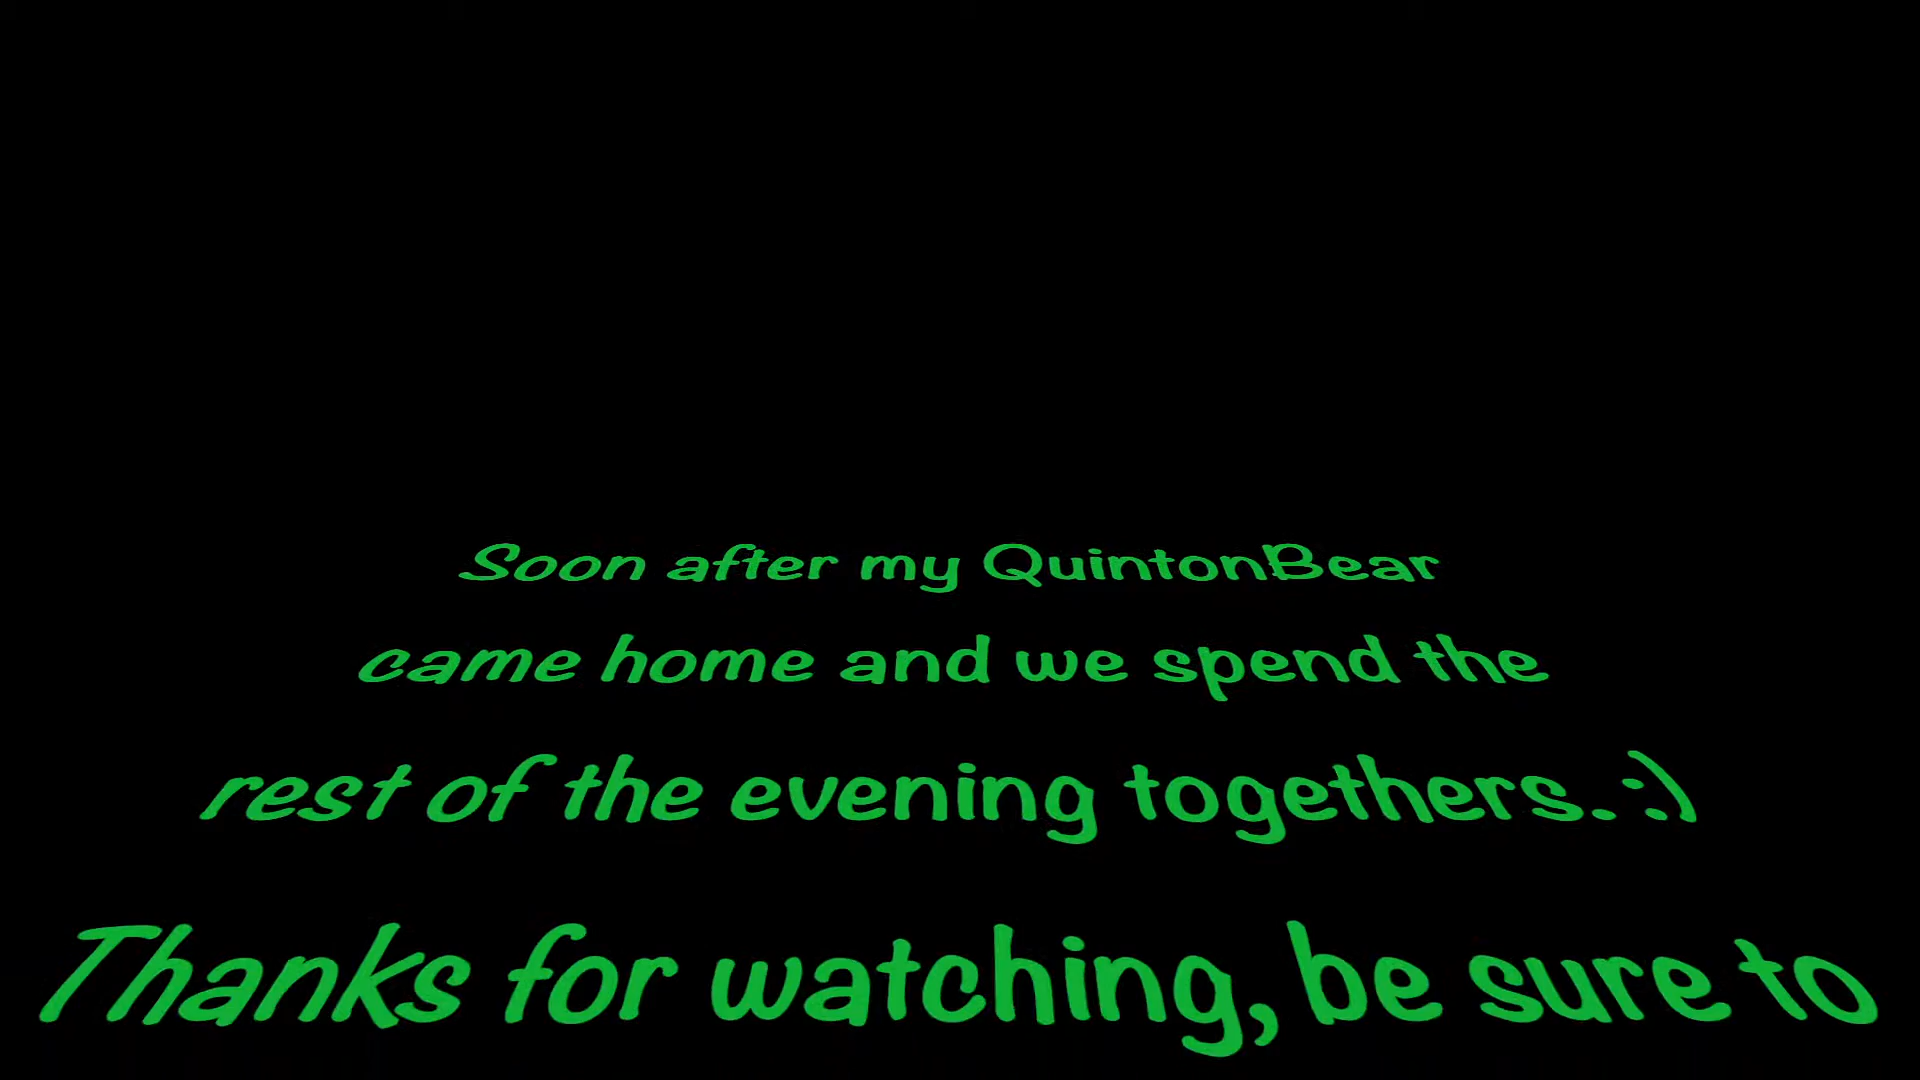 Soon after my QuintonBear
came home and we spend the
rest of the evening togethers. :)
Thanks for watching, be sure to